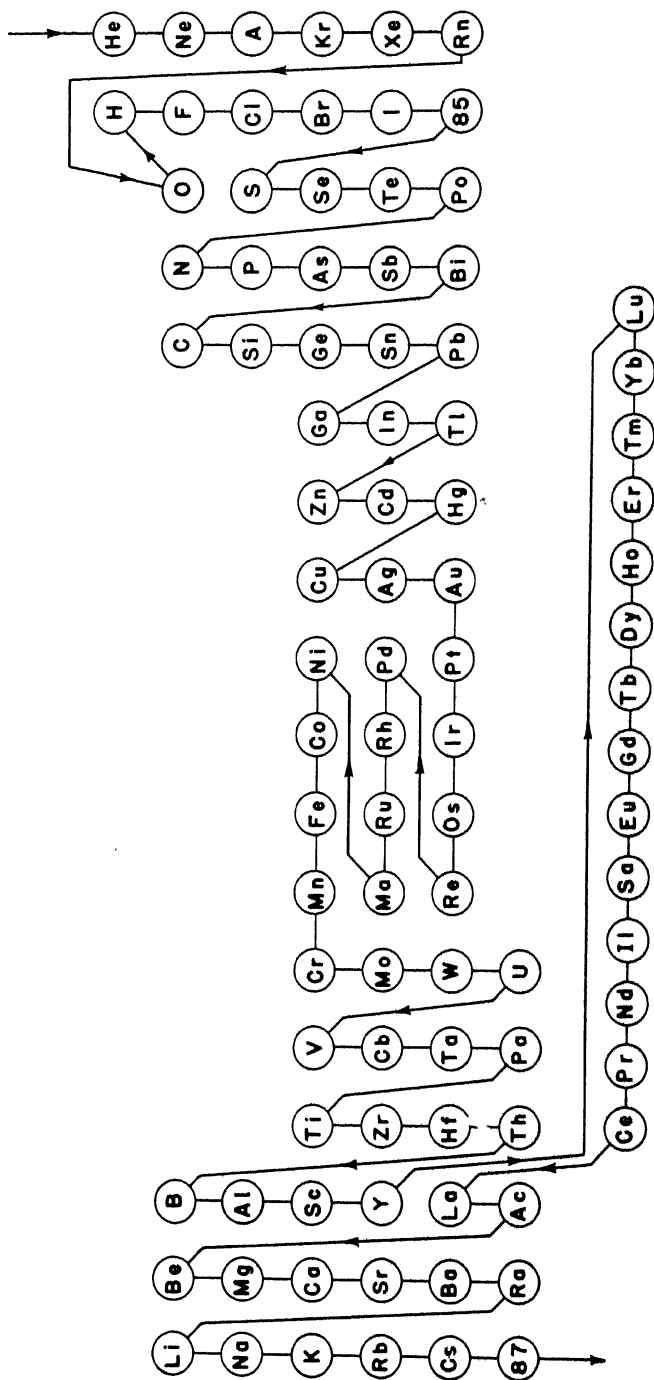 H He
Li Be B C N O F Ne
Na Mg Al Si P S Cl A
K Ca Sc Ti V Cr Mn Fe Co Ni Cu Zn Ga Ge As Se Br Kr
Rb Sr Y Zr Cb Mo Ma Ru Rh Pd Ag Cd In Sn Sb Te I Xe
Cs Ba La Hf Ta W Re Os Ir Pt Au Hg Tl Pb Bi Po 85 Rn
87 Ra Ac Th Pa U
Ce Pr Nd Il Sa Eu Gd Tb Dy Ho Er Tm Yb Lu